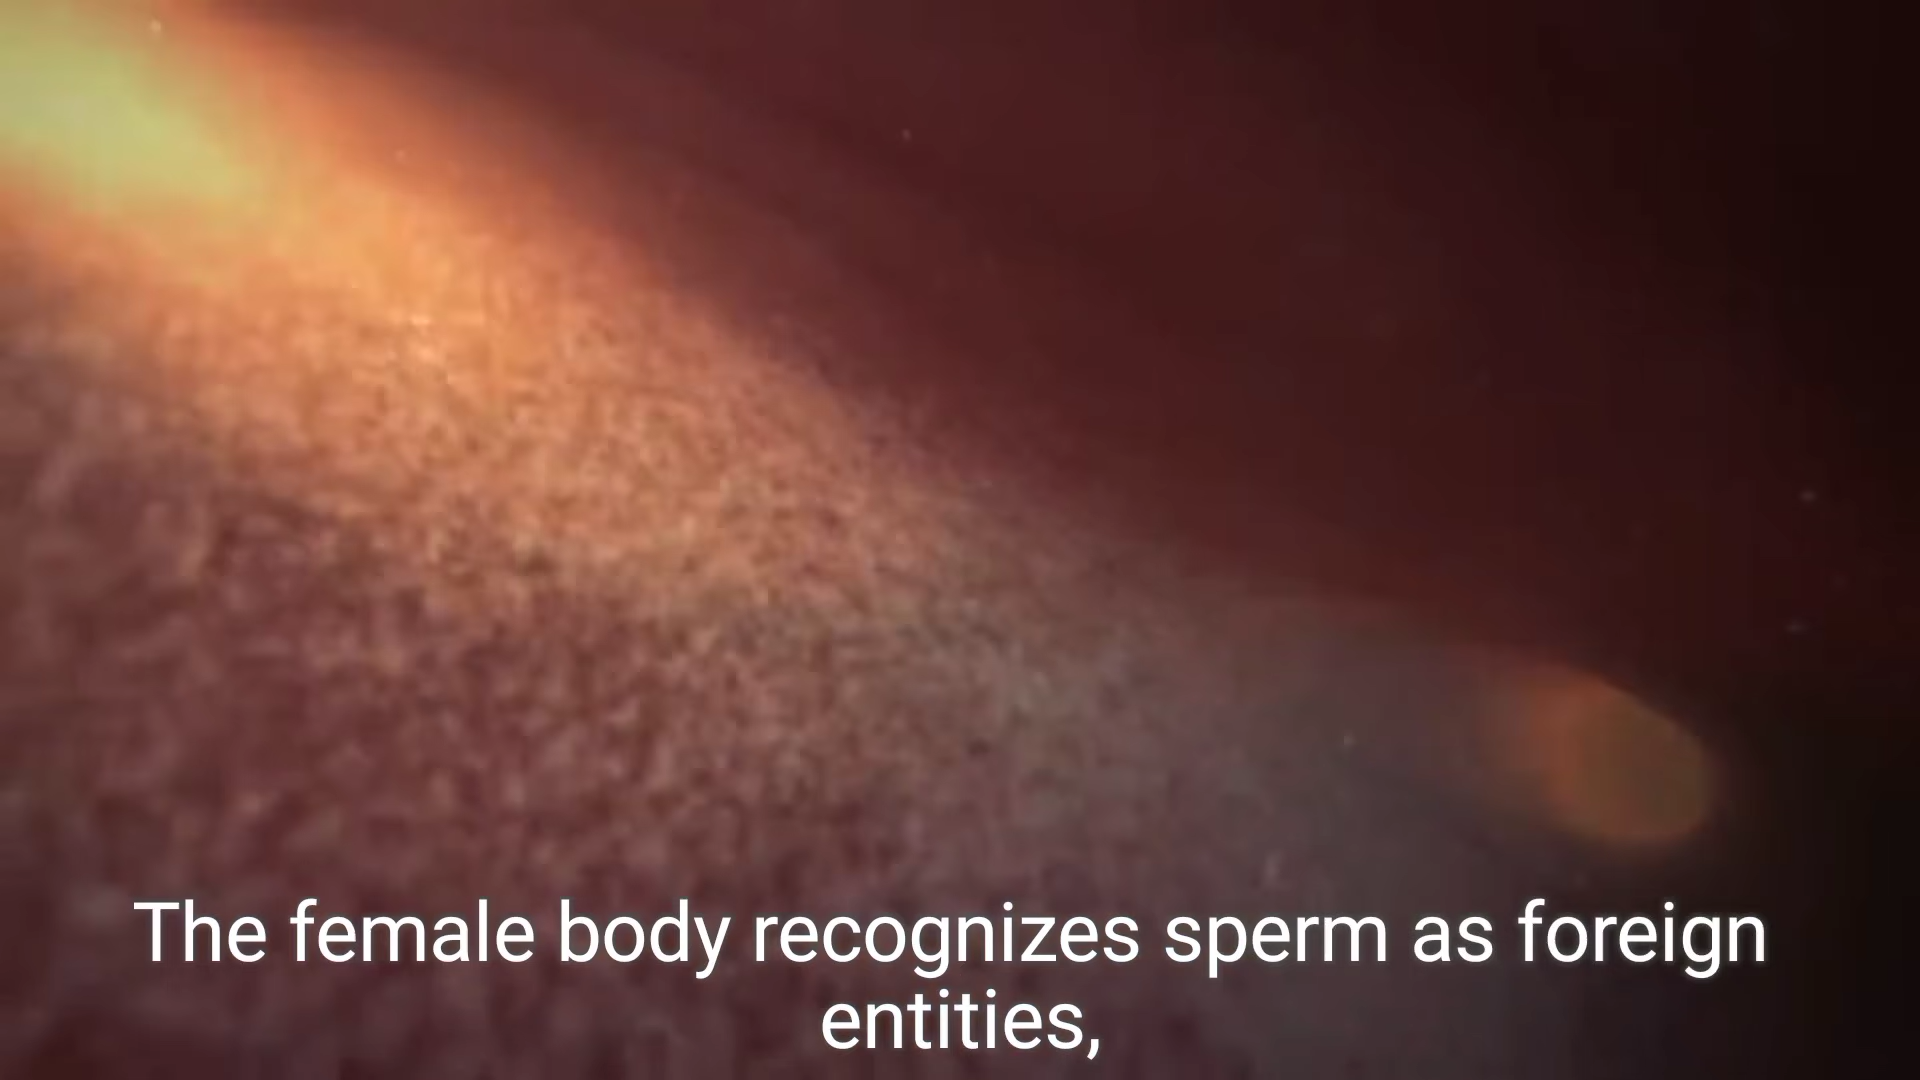 The female body recognizes sperm as foreign
entities,